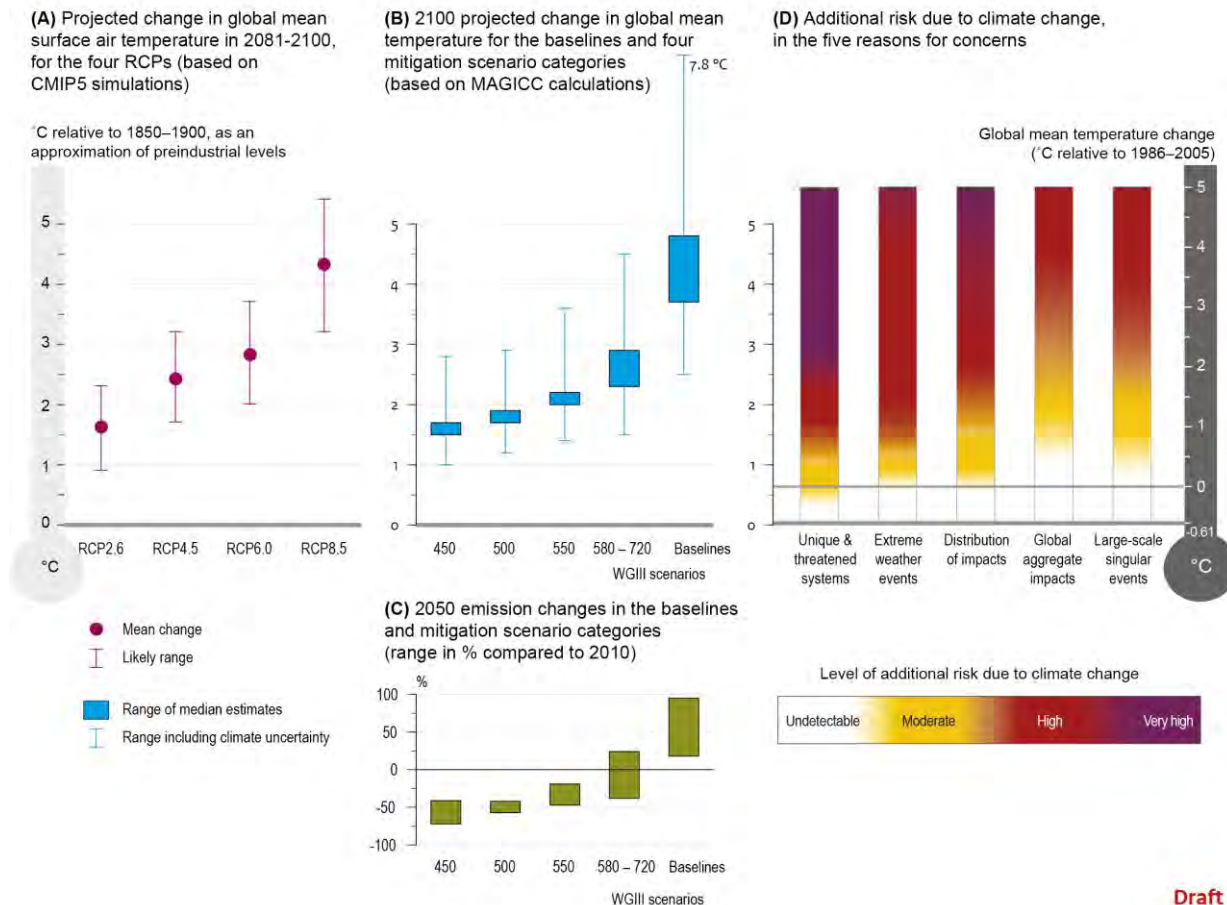 (A) Projected change in global mean
surface air temperature in 2081-2100,
for the four RCPs (based on
CMIP5 simulations)
˚C relative to 1850–1900, as an
approximation of preindustrial levels
5
4
3
2
1
0
RCP2.6 RCP4.5 RCP6.0 RCP8.5
°C
Mean change
Likely range
Range of median estimates
Range including climate uncertainty
(B) 2100 projected change in global mean
temperature for the baselines and four
mitigation scenario categories
(based on MAGICC calculations)
7.8 °C
5
4
3
2
1
0
450 500 550 580 – 720 Baselines
WGIII scenarios
(C) 2050 emission changes in the baselines
and mitigation scenario categories
(range in % compared to 2010)
%
100
50
0
-50
-100
450 500 550 580 – 720 Baselines
WGIII scenarios
(D) Additional risk due to climate change,
in the five reasons for concerns
Global mean temperature change
(˚C relative to 1986–2005)
5
4
3
2
1
0
5
4
3
2
1
0
-0.61
°C
Unique &
threatened
systems
Extreme
weather
events
Distribution
of impacts
Global
aggregate
impacts
Large-scale
singular
events
Level of additional risk due to climate change
Undetectable Moderate High Very high
Draft